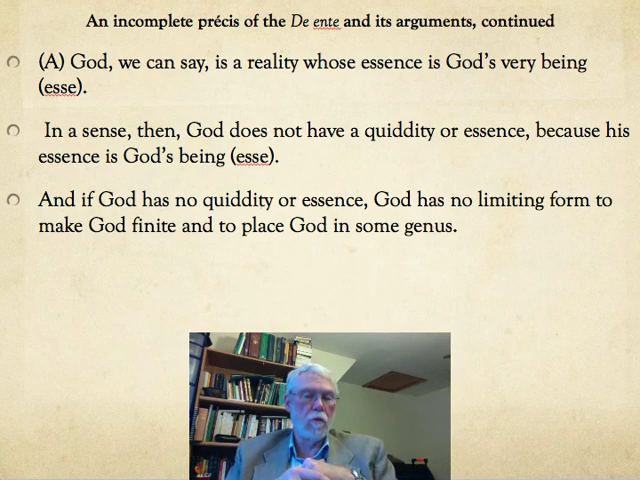 An incomplete précis of the De ente and its arguments, continued
(A) God, we can say, is a reality whose essence is God's very being
(esse).
In a sense, then, God does not have a quiddity or essence, because his
essence is God's being (esse).
And if God has no quiddity or essence, God has no limiting form to
make God finite and to place God in some genus.